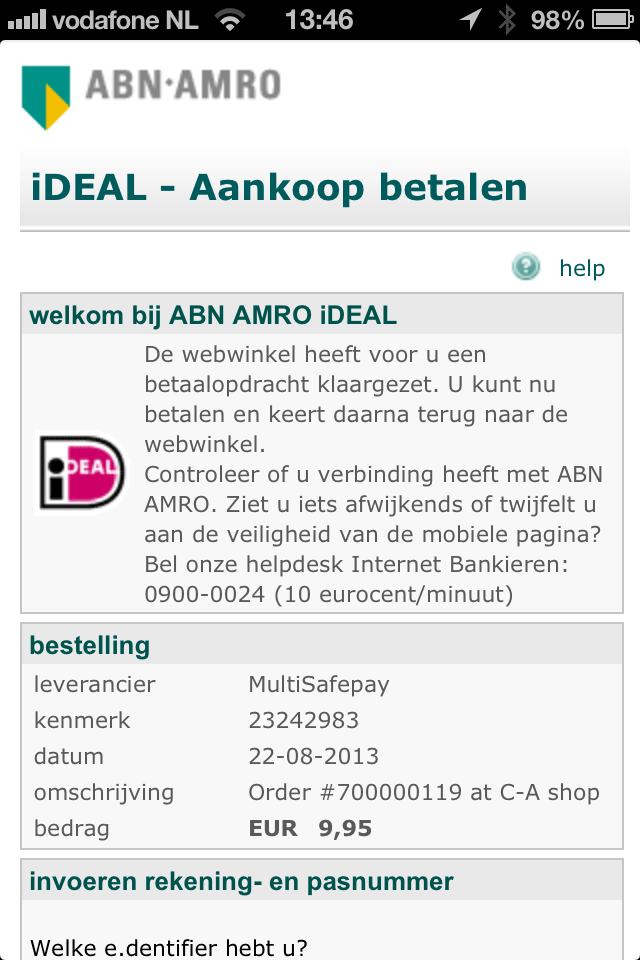 vodafone NL 13:46 98%
ABN·AMRO
iDEAL - Aankoop betalen
help
welkom bij ABN AMRO iDEAL
De webwinkel heeft voor u een
betaalopdracht klaargezet. U kunt nu
betalen en keert daarna terug naar de
webwinkel.
iDEAL
Controleer of u verbinding heeft met ABN
AMRO. Ziet u iets afwijkends of twijfelt u
aan de veiligheid van de mobiele pagina?
Bel onze helpdesk Internet Bankieren:
0900-0024 (10 eurocent/minuut)
bestelling
leverancier MultiSafepay
kenmerk 23242983
datum 22-08-2013
omschrijving Order #700000119 at C-A shop
bedrag EUR 9,95
invoeren rekening- en pasnummer
Welke e.dentifier hebt u?